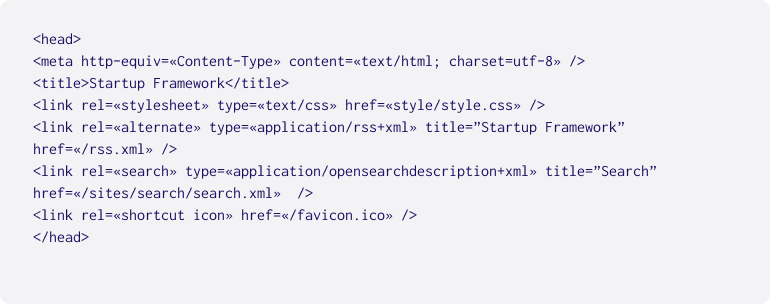 <head>
<meta http-equiv=«Content-Type» content=«text/html; charset=utf-8» />
<title>Startup Framework</title>
<link rel=«stylesheet» type=«text/css» href=«style/style.css» />
<link rel=«alternate» type=«application/rss+xml» title=”Startup Framework”
href=«/rss.xml» />
<link rel=«search» type=«application/opensearchdescription+xml» title=”Search”
href=«/sites/search/search.xml»  />
<link rel=«shortcut icon» href=«/favicon.ico» />
</head>